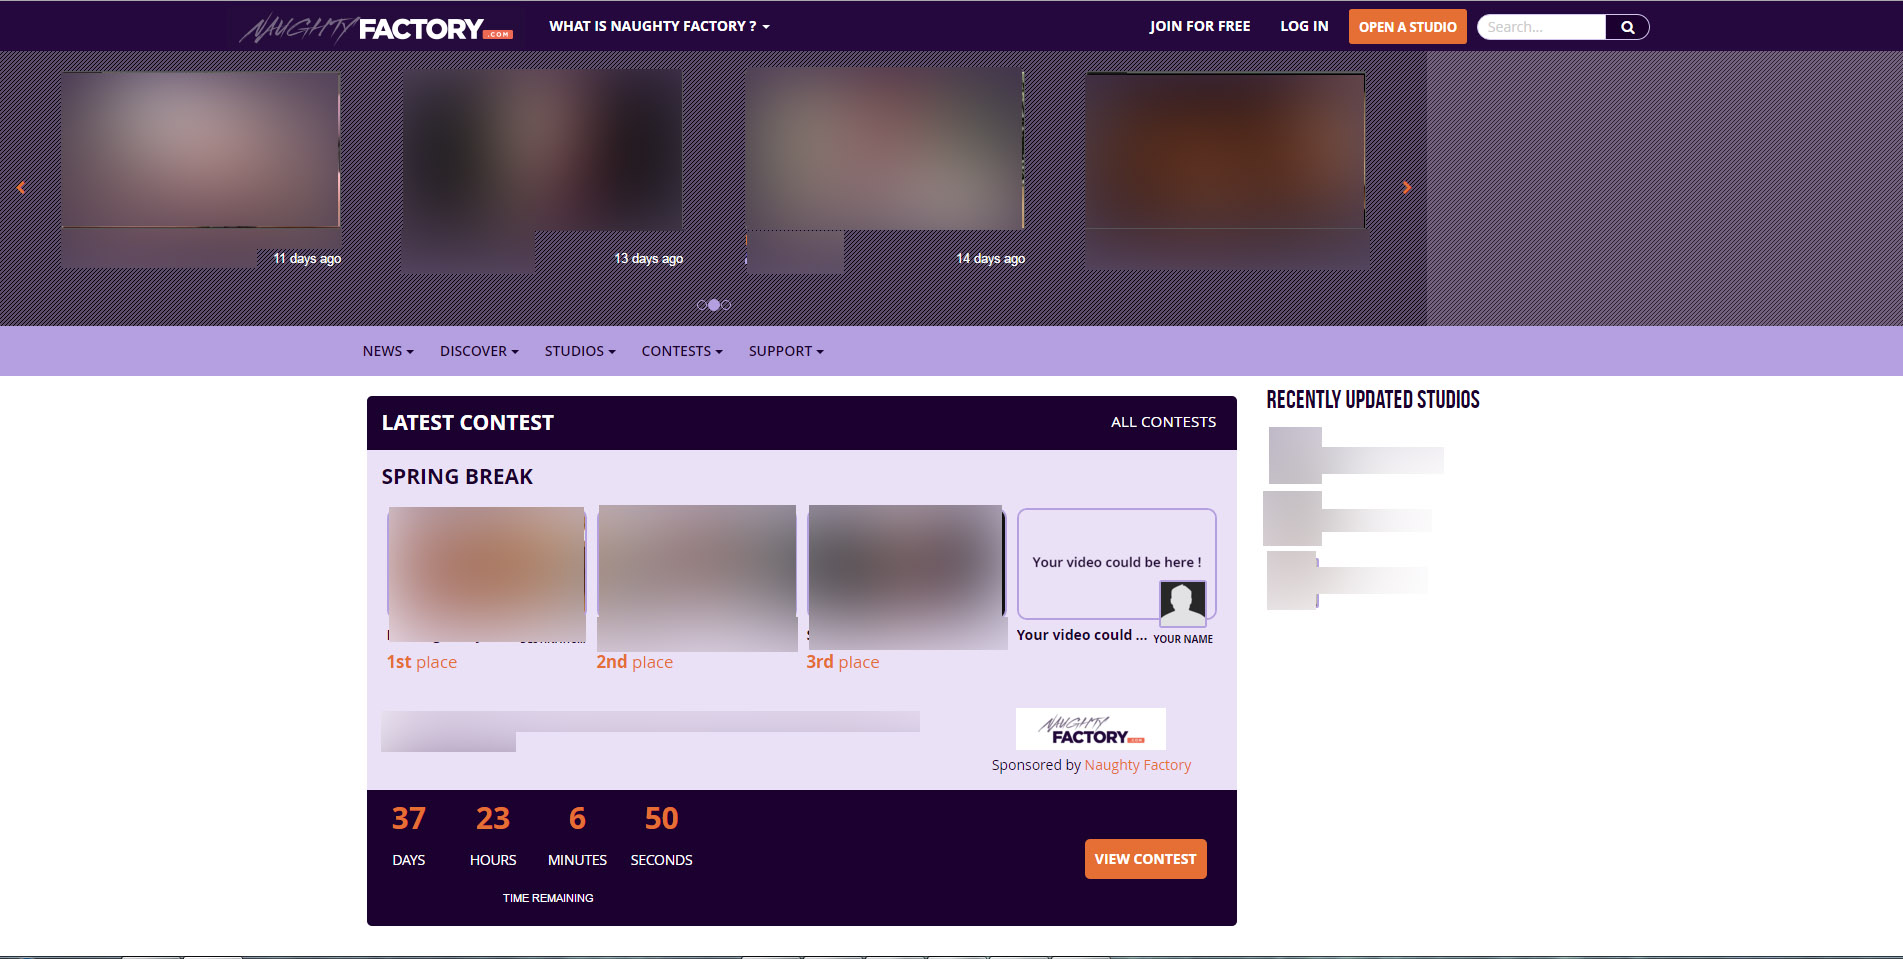 NAUGHTY FACTORY.COM
WHAT IS NAUGHTY FACTORY ?
JOIN FOR FREE
LOG IN
OPEN A STUDIO
Search...
11 days ago
13 days ago
14 days ago
NEWS
DISCOVER
STUDIOS
CONTESTS
SUPPORT
LATEST CONTEST
ALL CONTESTS
SPRING BREAK
Your video could be here !
Your video could ...
YOUR NAME
1st place
2nd place
3rd place
NAUGHTY FACTORY.COM
Sponsored by Naughty Factory
37 23 6 50
DAYS HOURS MINUTES SECONDS
TIME REMAINING
VIEW CONTEST
RECENTLY UPDATED STUDIOS